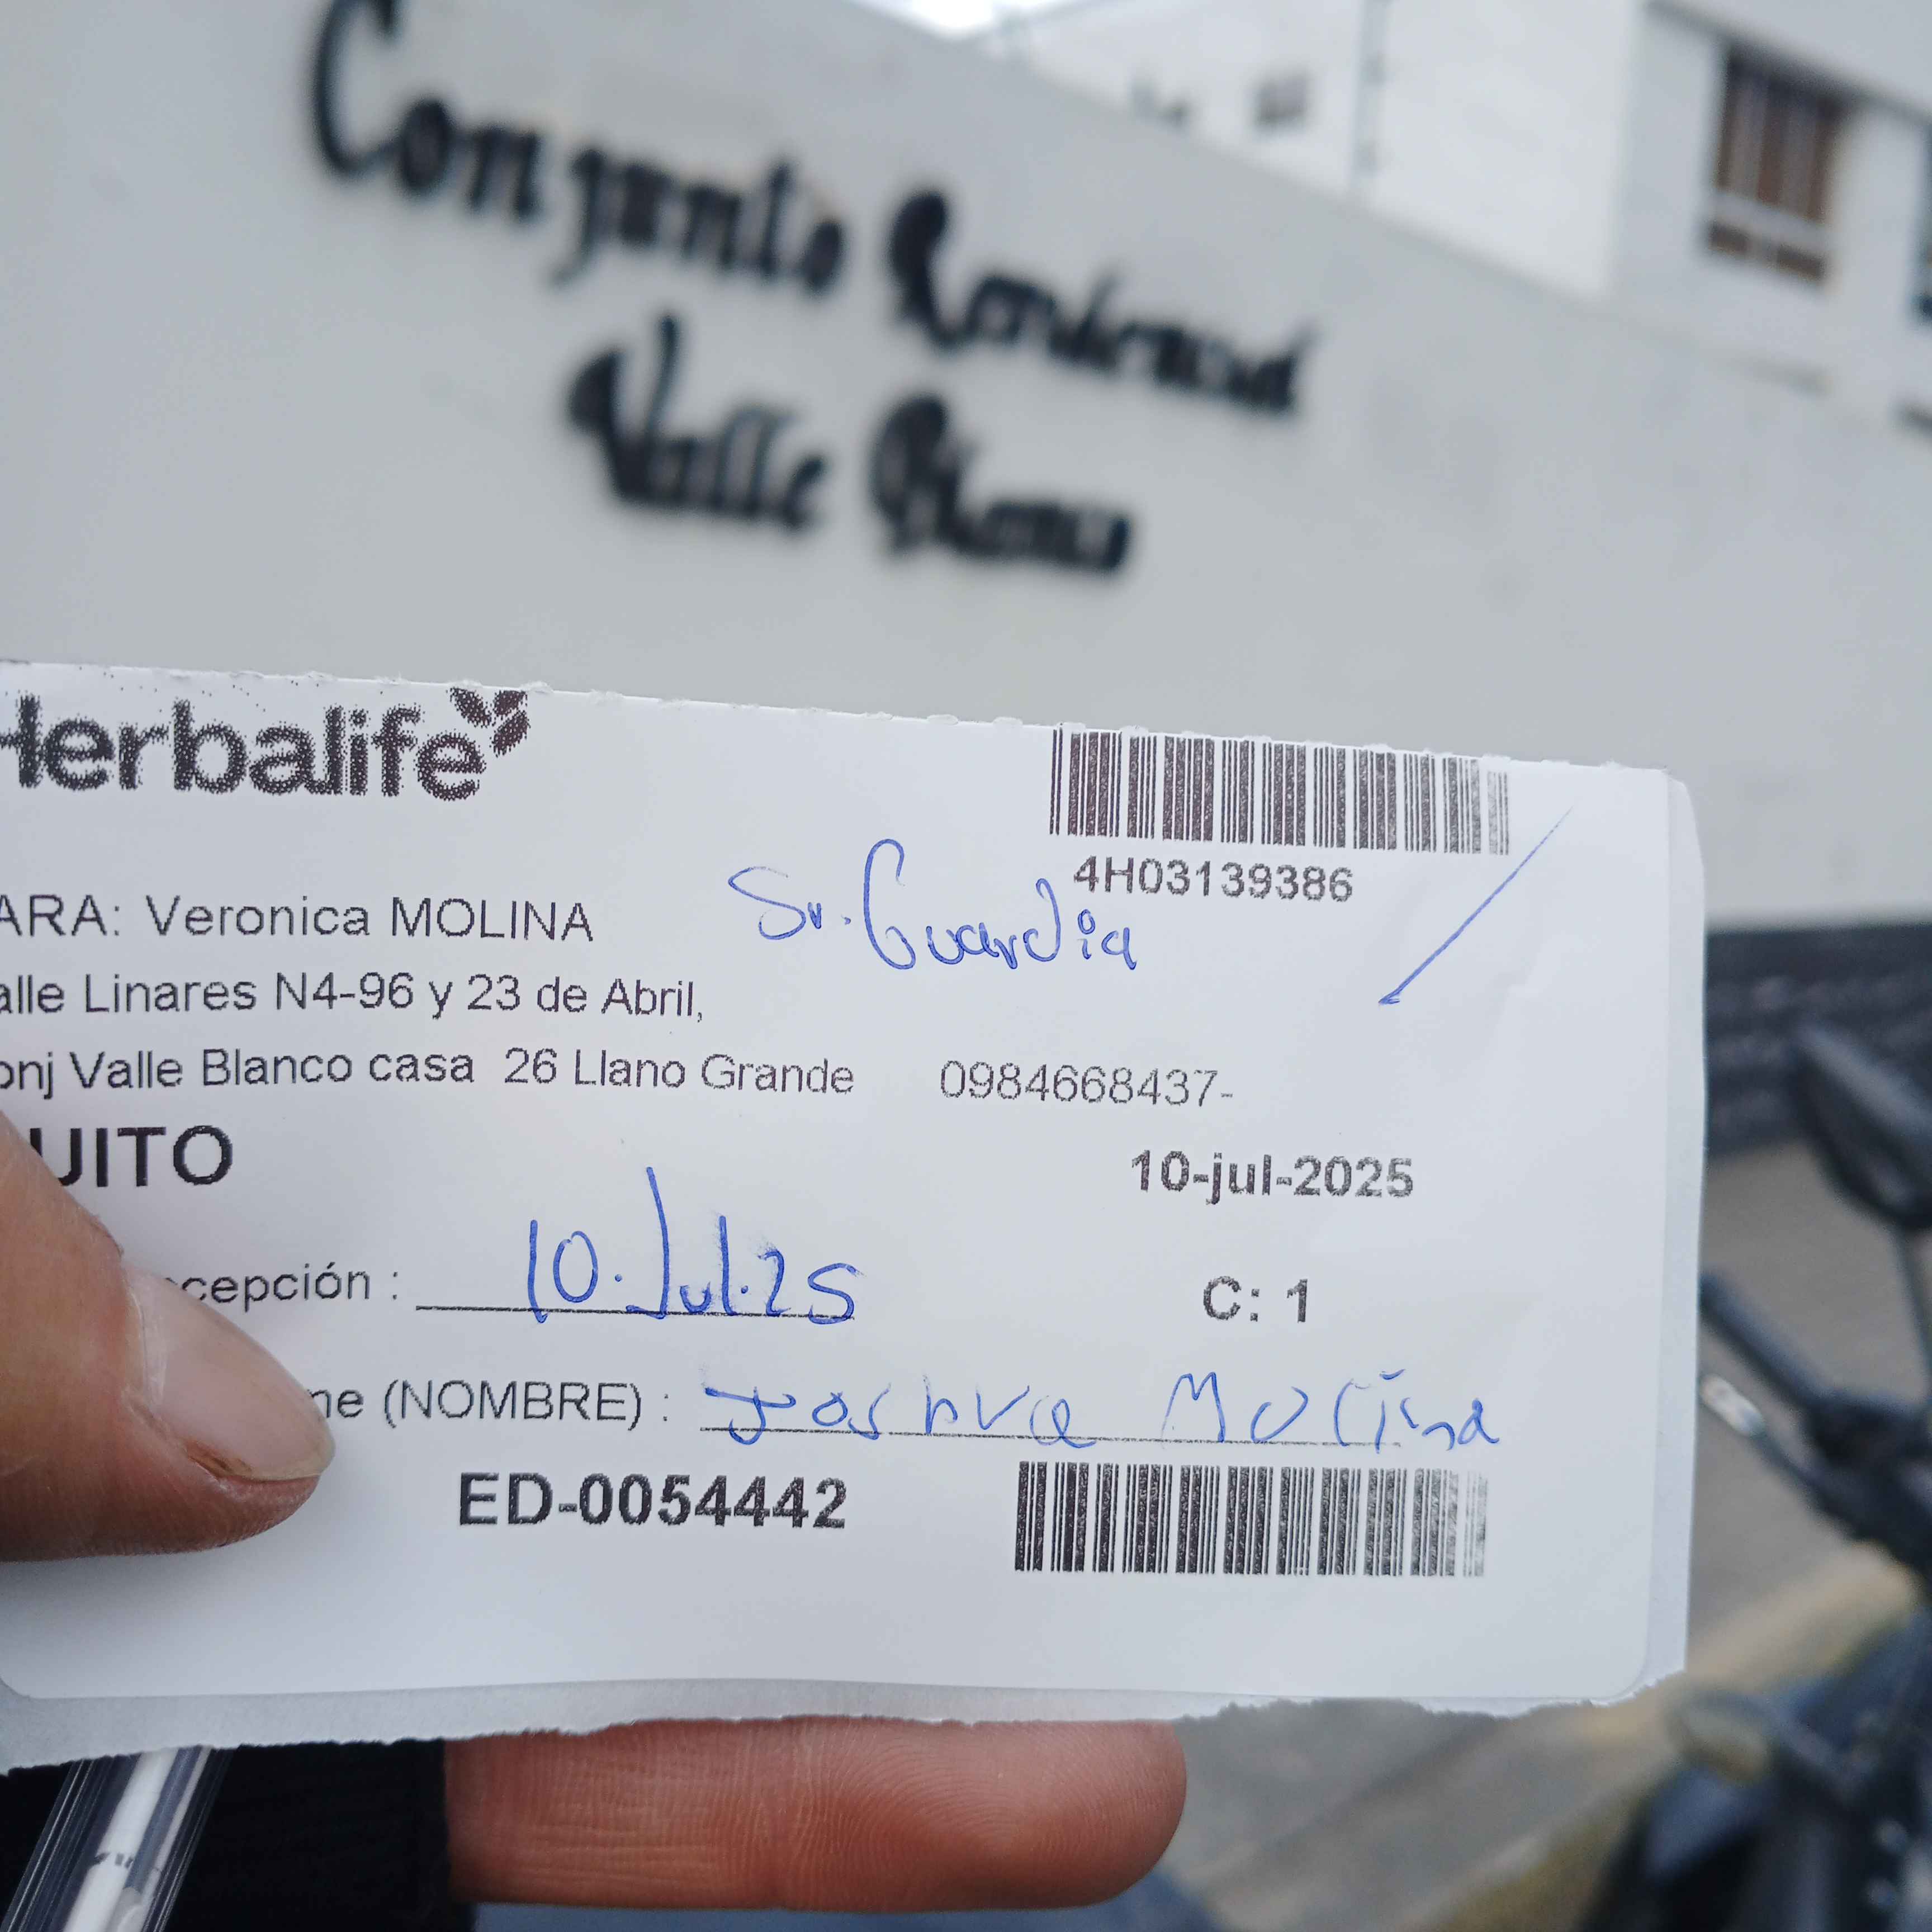 Conjunto Residencial
Valle Blanco
Herbalife
4H03139386
Sr. Guardia
ARA: Veronica MOLINA
alle Linares N4-96 y 23 de Abril,
onj Valle Blanco casa 26 Llano Grande 0984668437-
UITO
10-jul-2025
cepción : 10.Jul.25
C: 1
me (NOMBRE) : Joshua Molina
ED-0054442